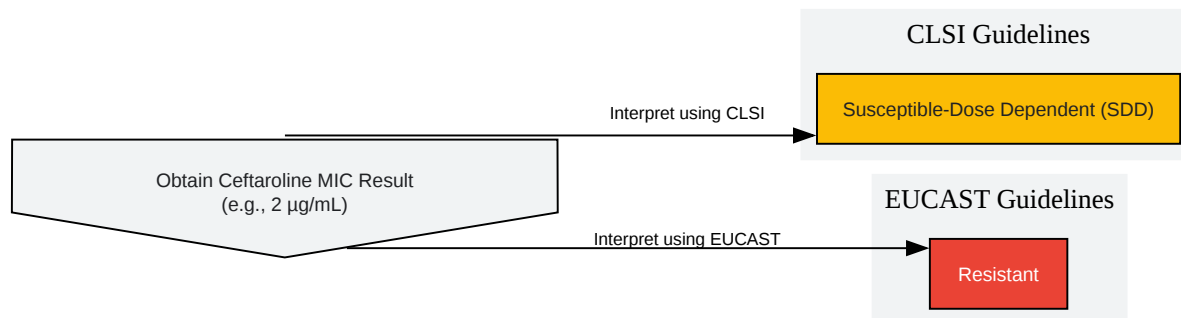 CLSI Guidelines
Susceptible-Dose Dependent (SDD)
Interpret using CLSI
Obtain Ceftaroline MIC Result
(e.g., 2 µg/mL)
EUCAST Guidelines
Interpret using EUCAST
Resistant